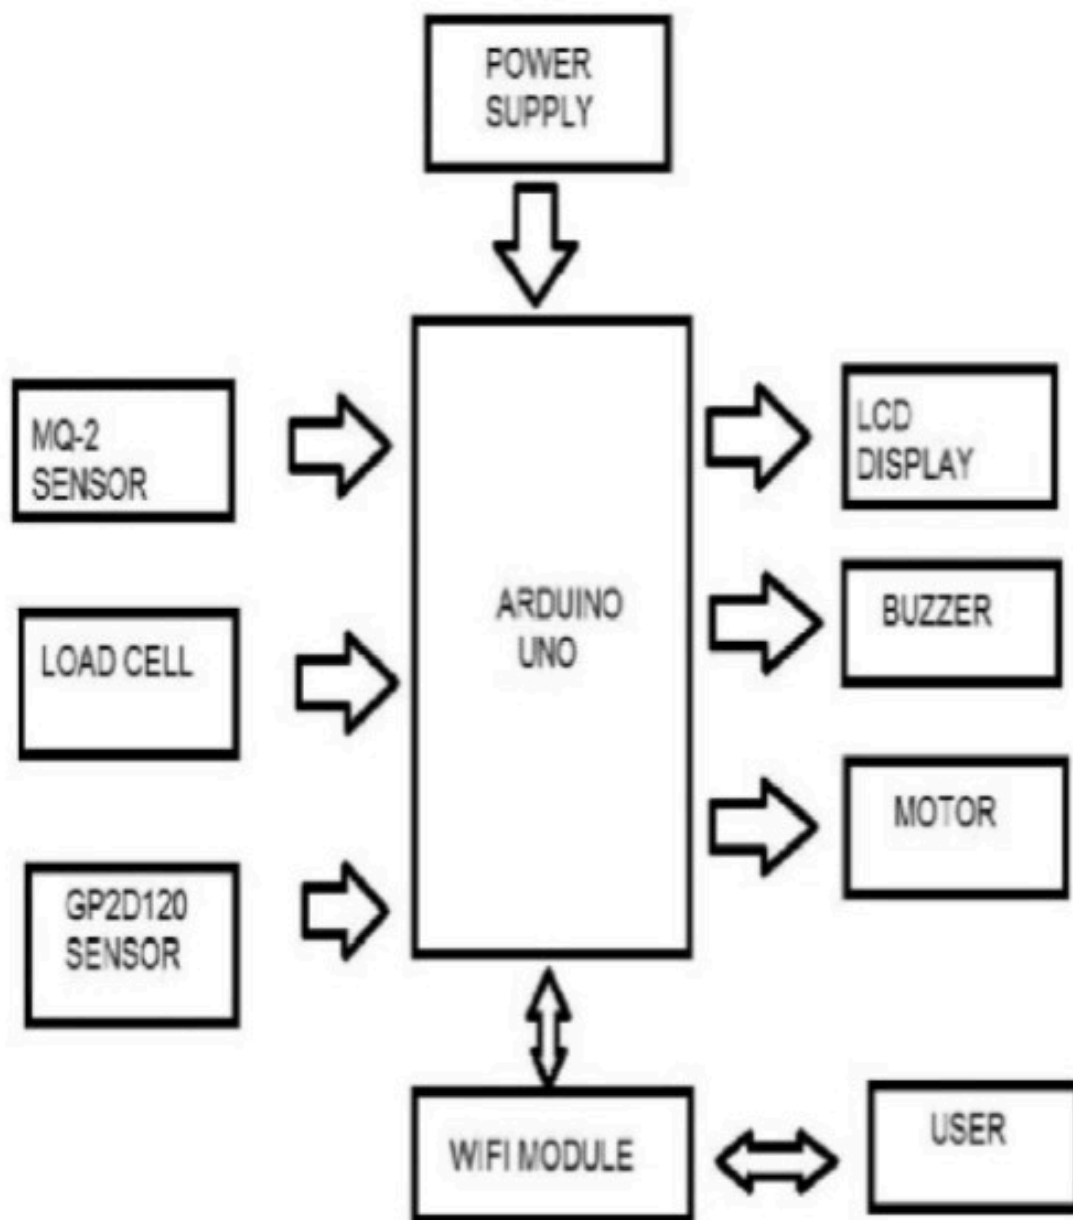 POWER
SUPPLY
MQ-2
SENSOR
LOAD CELL
GP2D120
SENSOR
ARDUINO
UNO
LCD
DISPLAY
BUZZER
MOTOR
WIFI MODULE
USER